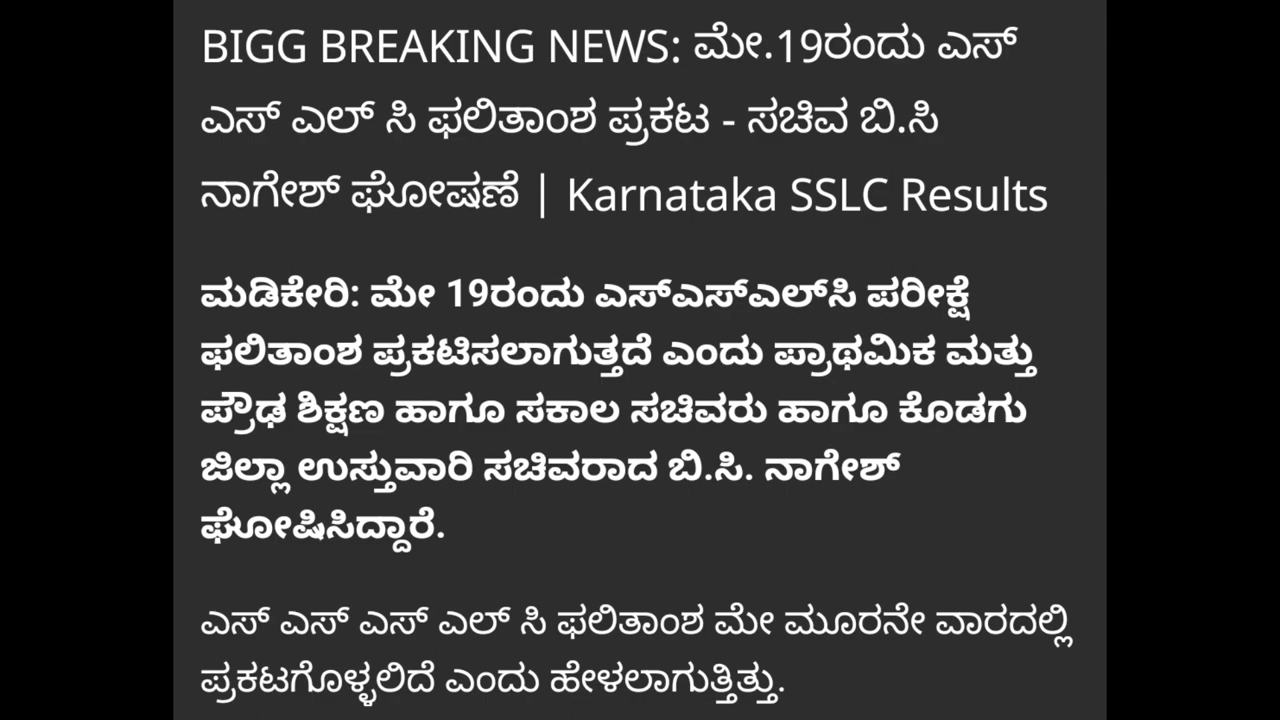 BIGG BREAKING NEWS: ಮೇ.19ರಂದು ಎಸ್
ಎಸ್ ಎಲ್ ಸಿ ಫಲಿತಾಂಶ ಪ್ರಕಟ - ಸಚಿವ ಬಿ.ಸಿ
ನಾಗೇಶ್ ಘೋಷಣೆ | Karnataka SSLC Results
ಮಡಿಕೇರಿ: ಮೇ 19ರಂದು ಎಸ್ಎಸ್ಎಲ್‌ಸಿ ಪರೀಕ್ಷೆ
ಫಲಿತಾಂಶ ಪ್ರಕಟಿಸಲಾಗುತ್ತದೆ ಎಂದು ಪ್ರಾಥಮಿಕ ಮತ್ತು
ಪ್ರೌಢ ಶಿಕ್ಷಣ ಹಾಗೂ ಸಕಾಲ ಸಚಿವರು ಹಾಗೂ ಕೊಡಗು
ಜಿಲ್ಲಾ ಉಸ್ತುವಾರಿ ಸಚಿವರಾದ ಬಿ.ಸಿ. ನಾಗೇಶ್
ಘೋಷಿಸಿದ್ದಾರೆ.
ಎಸ್ ಎಸ್ ಎಸ್ ಎಲ್ ಸಿ ಫಲಿತಾಂಶ ಮೇ ಮೂರನೇ ವಾರದಲ್ಲಿ
ಪ್ರಕಟಗೊಳ್ಳಲಿದೆ ಎಂದು ಹೇಳಲಾಗುತ್ತಿತ್ತು.